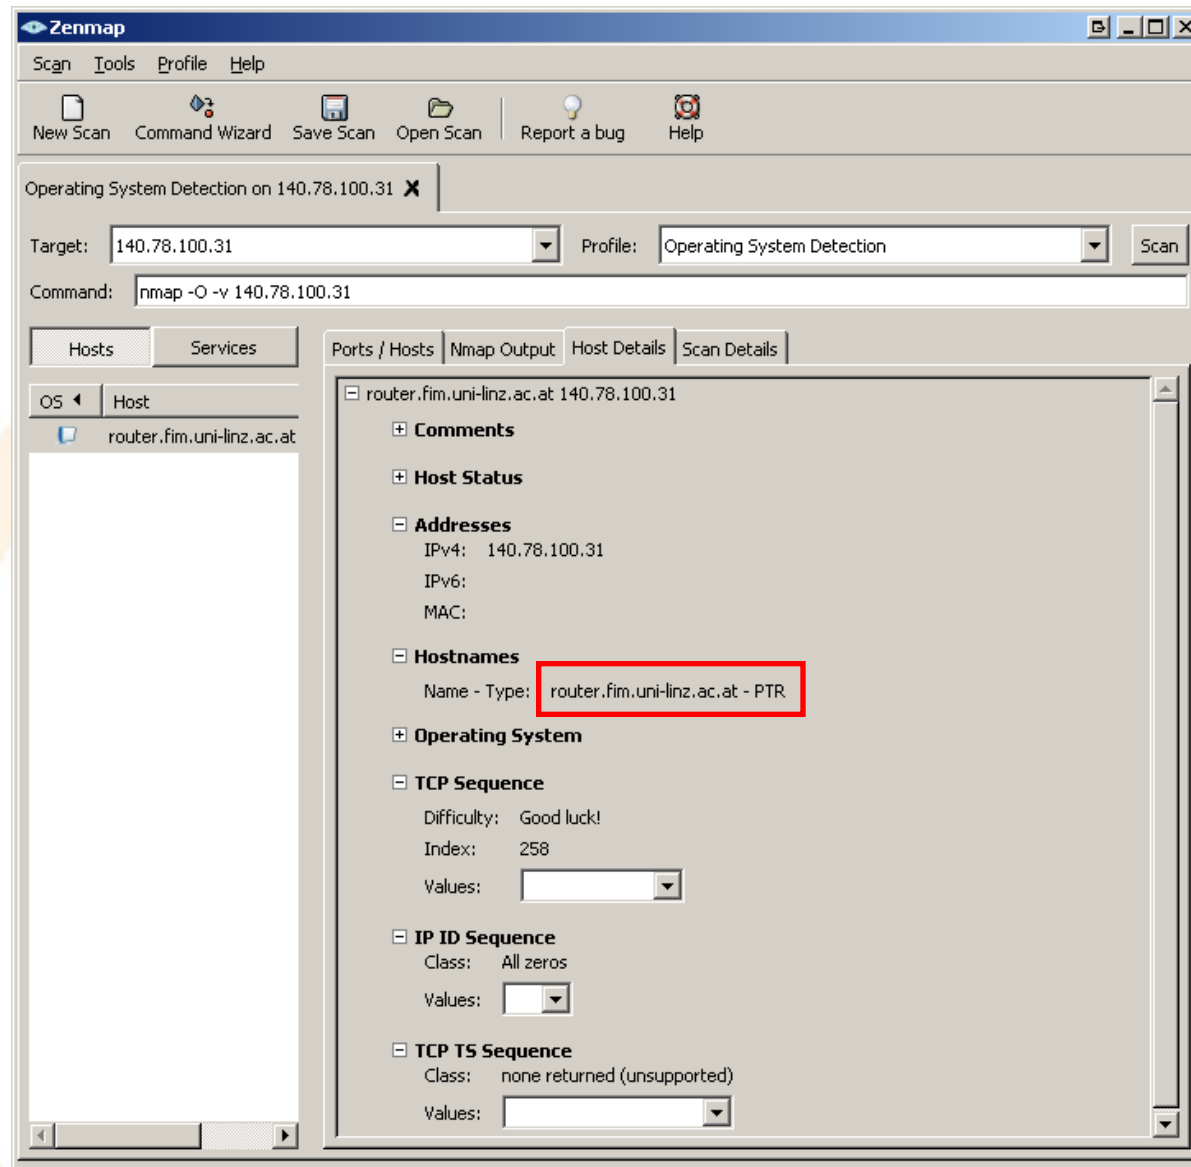 Zenmap
Scan Tools Profile Help
New Scan Command Wizard Save Scan Open Scan Report a bug Help
Operating System Detection on 140.78.100.31
Target: 140.78.100.31 Profile: Operating System Detection Scan
Command: nmap -O -v 140.78.100.31
Hosts Services
Ports / Hosts Nmap Output Host Details Scan Details
OS Host
router.fim.uni-linz.ac.at
router.fim.uni-linz.ac.at 140.78.100.31
Comments
Host Status
Addresses
IPv4: 140.78.100.31
IPv6:
MAC:
Hostnames
Name - Type: router.fim.uni-linz.ac.at - PTR
Operating System
TCP Sequence
Difficulty: Good luck!
Index: 258
Values:
IP ID Sequence
Class: All zeros
Values:
TCP TS Sequence
Class: none returned (unsupported)
Values: